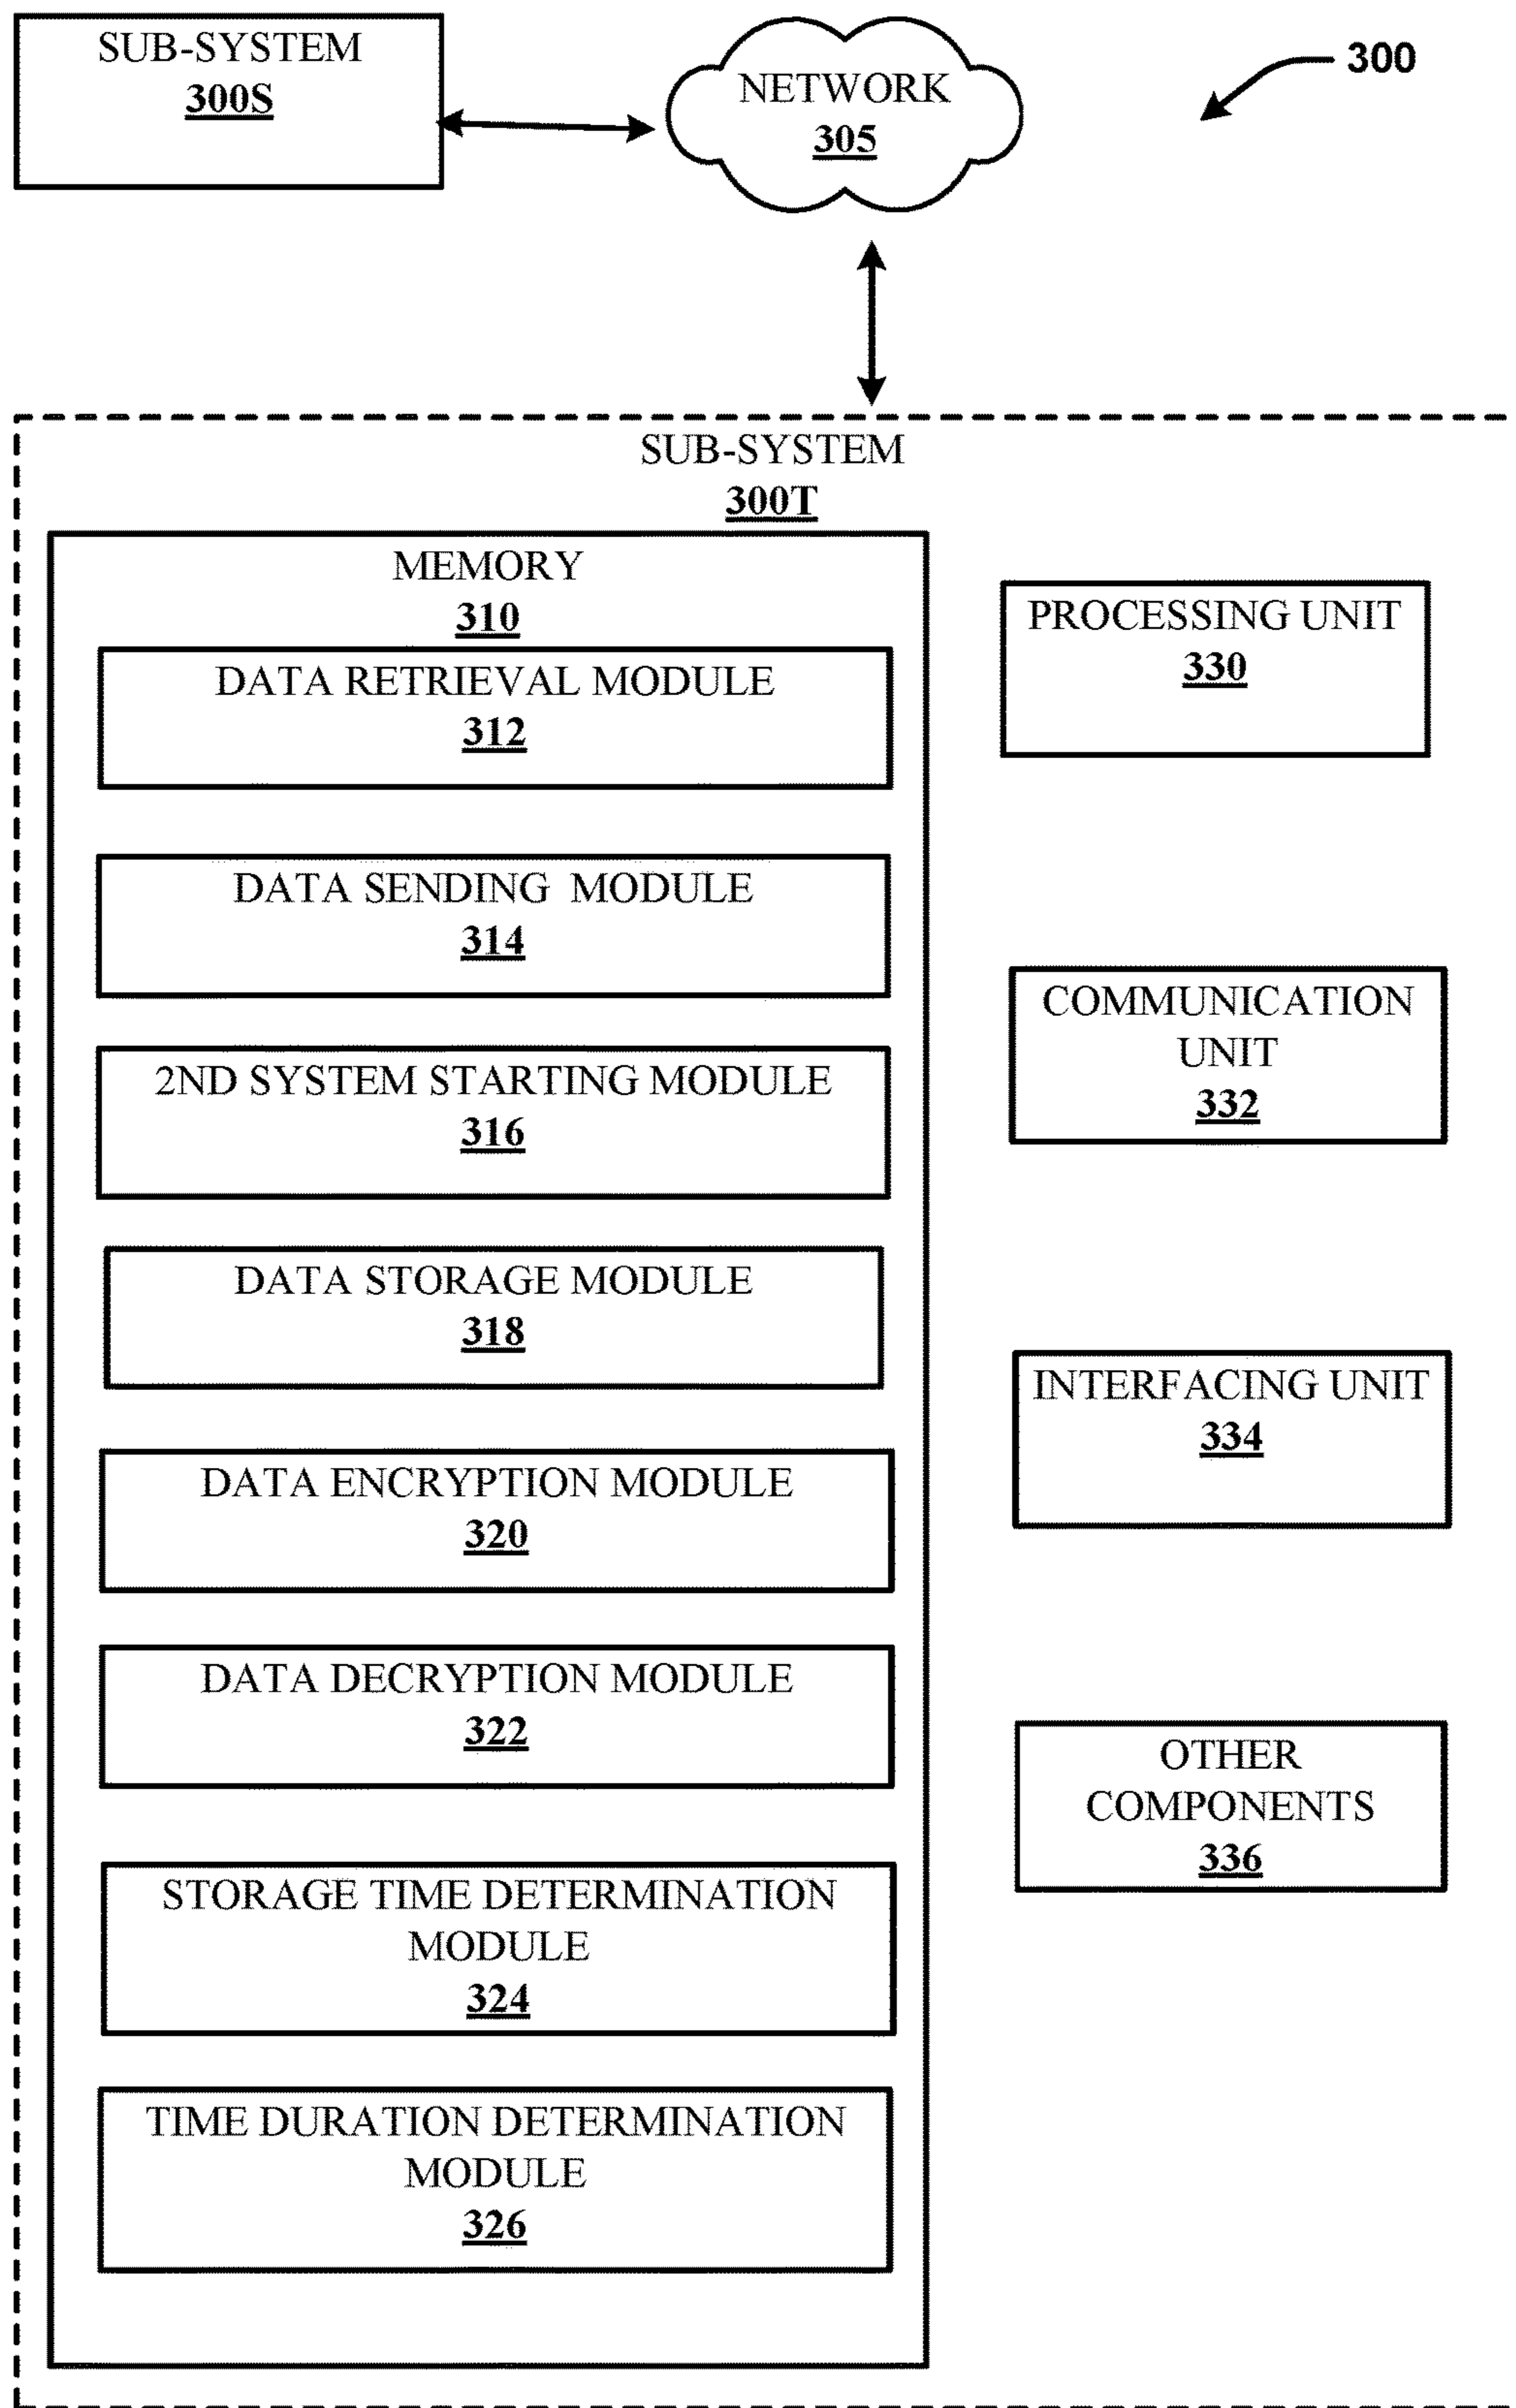 SUB-SYSTEM
300S
NETWORK
305
300
SUB-SYSTEM
300T
MEMORY
310
DATA RETRIEVAL MODULE
312
DATA SENDING MODULE
314
2ND SYSTEM STARTING MODULE
316
DATA STORAGE MODULE
318
DATA ENCRYPTION MODULE
320
DATA DECRYPTION MODULE
322
STORAGE TIME DETERMINATION
MODULE
324
TIME DURATION DETERMINATION
MODULE
326
PROCESSING UNIT
330
COMMUNICATION
UNIT
332
INTERFACING UNIT
334
OTHER
COMPONENTS
336